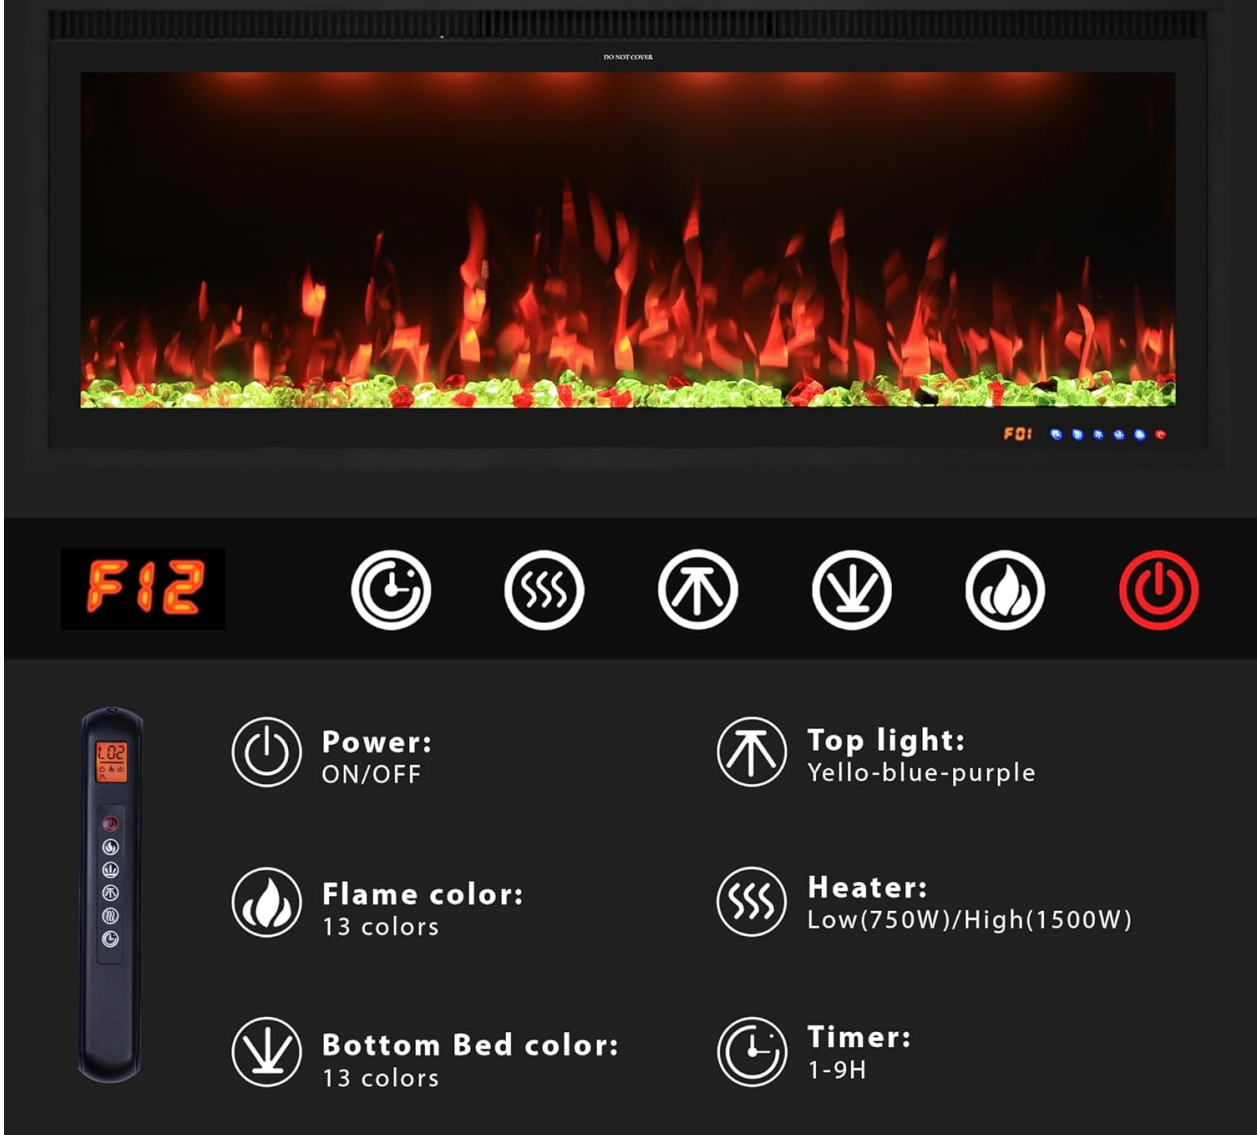 DO NOT COVER
F01
F12
L02
Power:
ON/OFF
Top light:
Yello-blue-purple
Flame color:
13 colors
Heater:
Low(750W)/High(1500W)
Bottom Bed color:
13 colors
Timer:
1-9H